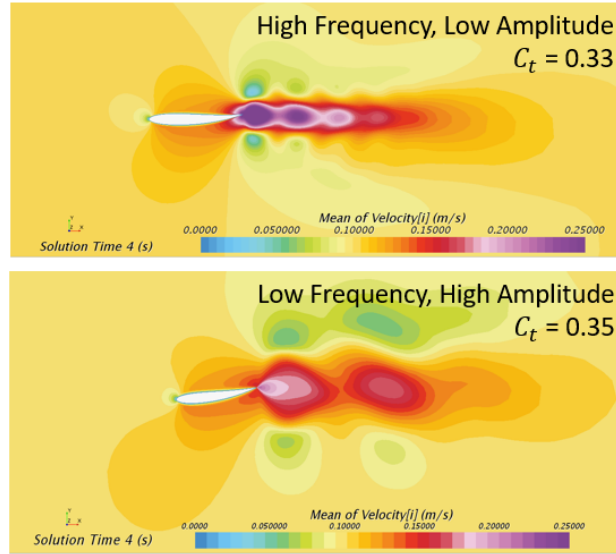 High Frequency, Low Amplitude
C_t = 0.33
Mean of Velocity[i] (m/s)
Solution Time 4 (s)
0.0000 0.050000 0.10000 0.15000 0.20000 0.25000
Low Frequency, High Amplitude
C_t = 0.35
Mean of Velocity[i] (m/s)
Solution Time 4 (s)
0.0000 0.050000 0.10000 0.15000 0.20000 0.25000